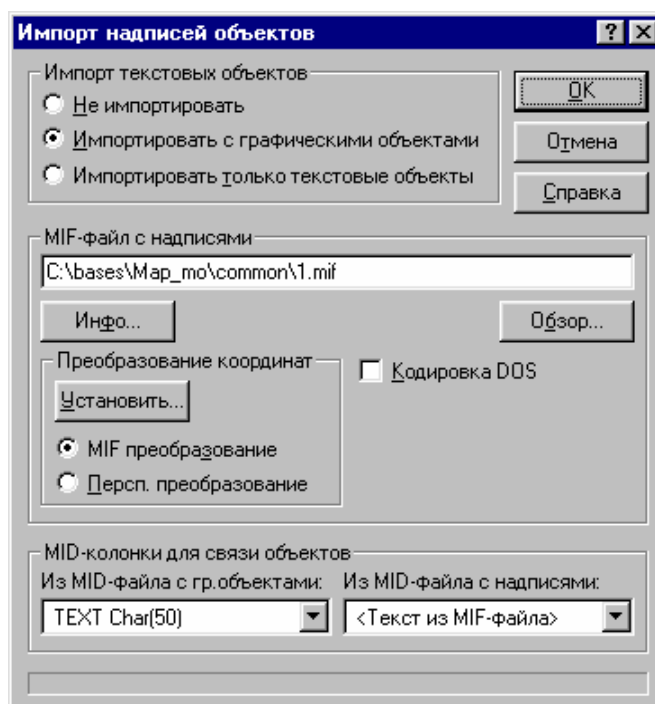 Импорт надписей объектов
Импорт текстовых объектов
Не импортировать
Импортировать с графическими объектами
Импортировать только текстовые объекты
OK
Отмена
Справка
MIF-файл с надписями
C:\bases\Map_mo\common\1.mif
Инфо...
Обзор...
Преобразование координат
Установить...
Кодировка DOS
MIF преобразование
Персп. преобразование
MID-колонки для связи объектов
Из MID-файла с гр.объектами: Из MID-файла с надписями:
TEXT Char(50) <Текст из MIF-файла>